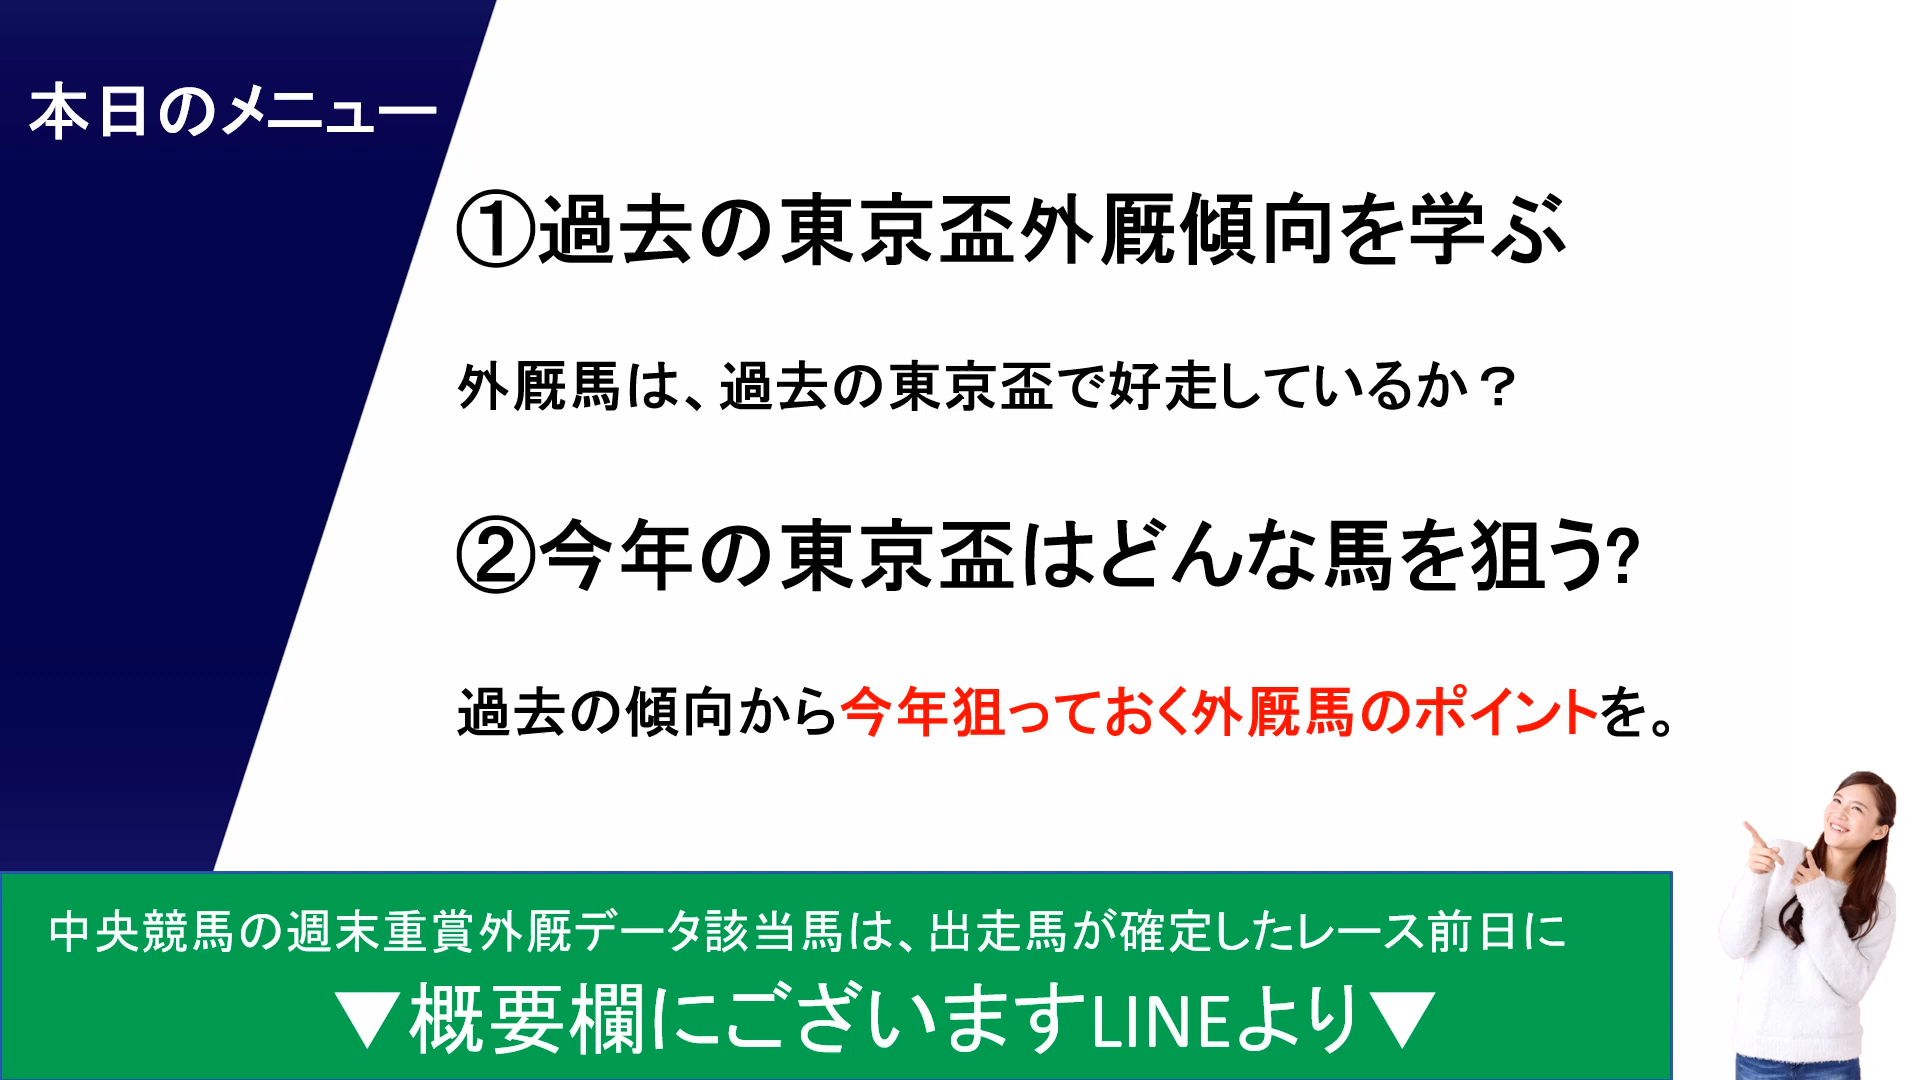 本日のメニュー
①過去の東京盃外厩傾向を学ぶ
外厩馬は、過去の東京盃で好走しているか？
②今年の東京盃はどんな馬を狙う?
過去の傾向から今年狙っておく外厩馬のポイントを。
中央競馬の週末重賞外厩データ該当馬は、出走馬が確定したレース前日に
▼概要欄にございますLINEより▼